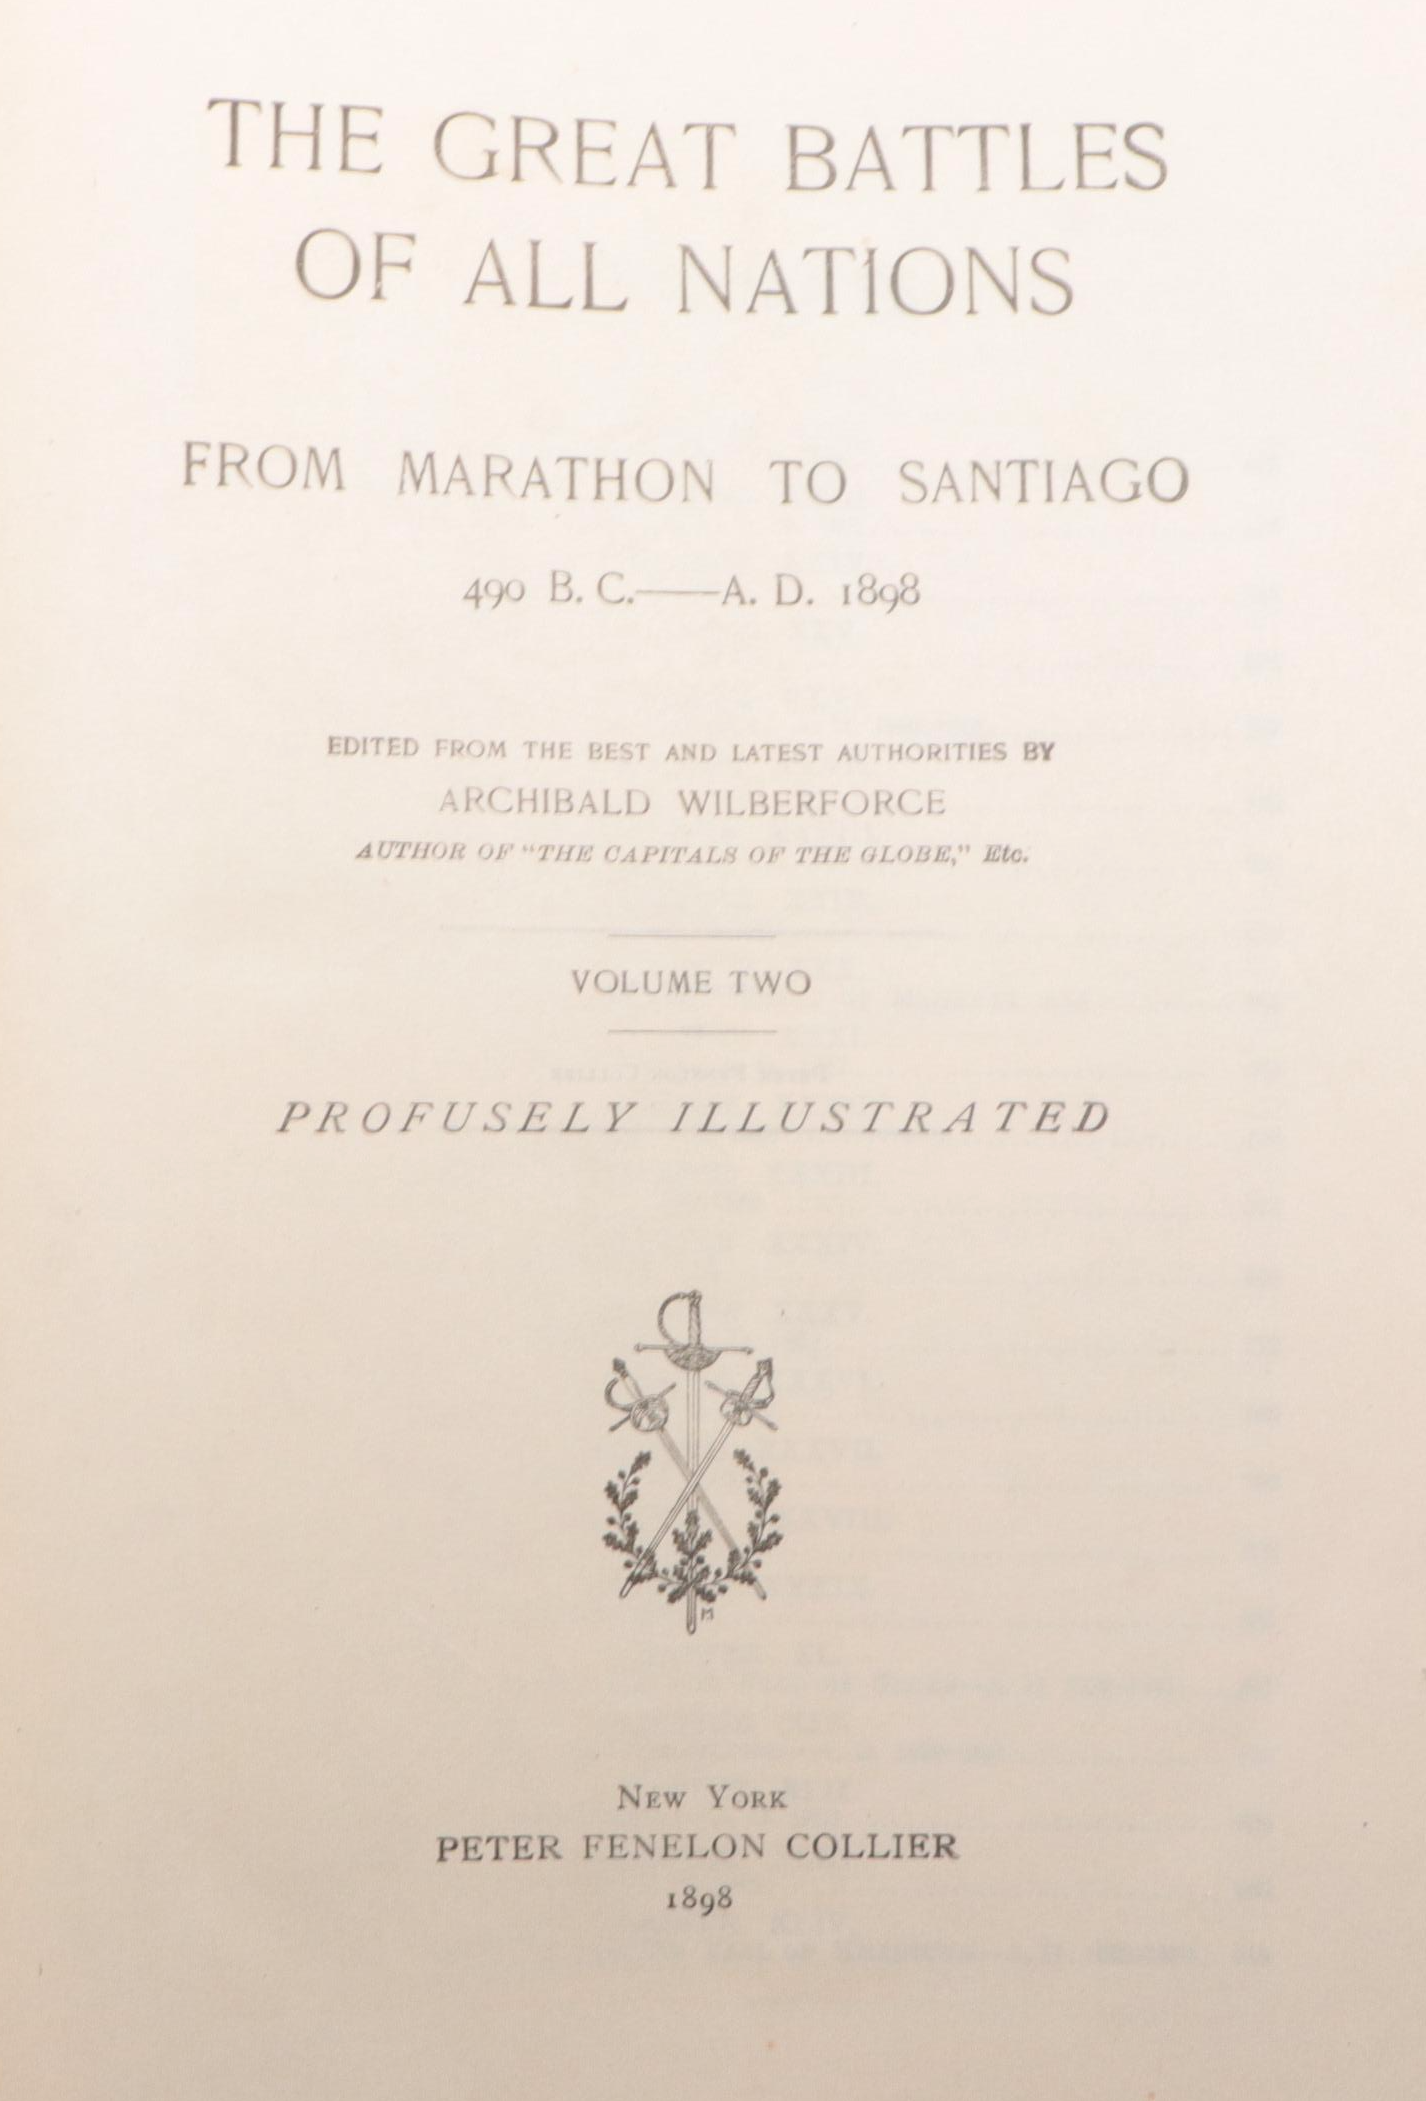 THE GREAT BATTLES
OF ALL NATIONS
FROM MARATHON TO SANTIAGO
490 B. C.——A. D. 1898
EDITED FROM THE BEST AND LATEST AUTHORITIES BY
ARCHIBALD WILBERFORCE
AUTHOR OF "THE CAPITALS OF THE GLOBE," Etc.
VOLUME TWO
PROFUSELY ILLUSTRATED
M
NEW YORK
PETER FENELON COLLIER
1898